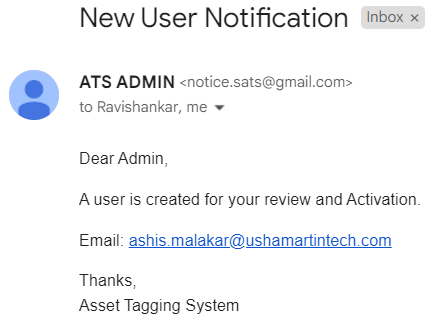 New User Notification Inbox ×
ATS ADMIN <notice.sats@gmail.com>
to Ravishankar, me
Dear Admin,
A user is created for your review and Activation.
Email: ashis.malakar@ushamartintech.com
Thanks,
Asset Tagging System